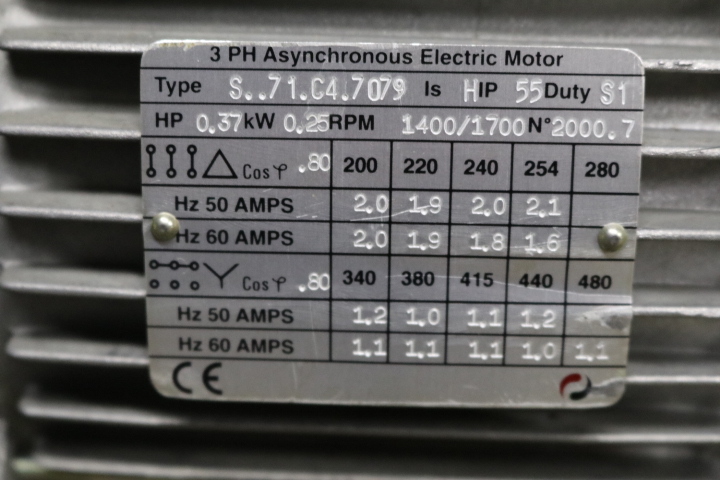 3 PH Asynchronous Electric Motor
Type S..71.C4.7079 Is H IP 55 Duty S1
HP 0.37 kW 0.25 RPM 1400/1700 N° 2000.7
Cos φ .80 200 220 240 254 280
Hz 50 AMPS 2.0 1.9 2.0 2.1
Hz 60 AMPS 2.0 1.9 1.8 1.6
Cos φ .80 340 380 415 440 480
Hz 50 AMPS 1.2 1.0 1.1 1.2
Hz 60 AMPS 1.1 1.1 1.1 1.0 1.1
CE